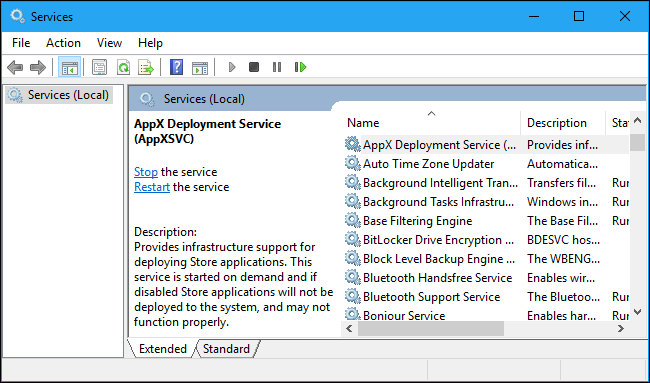 Services
File Action View Help
Services (Local)
Services (Local)
AppX Deployment Service
(AppXSVC)
Stop the service
Restart the service
Description:
Provides infrastructure support for
deploying Store applications. This
service is started on demand and if
disabled Store applications will not be
deployed to the system, and may not
function properly.
Name Description Sta
AppX Deployment Service (... Provides inf...
Auto Time Zone Updater Automatica...
Background Intelligent Tran... Transfers fil... Rur
Background Tasks Infrastru... Windows in... Rur
Base Filtering Engine The Base Fil... Rur
BitLocker Drive Encryption ... BDESVC hos...
Block Level Backup Engine ... The WBENG...
Bluetooth Handsfree Service Enables wir...
Bluetooth Support Service The Bluetoo... Rur
Bonjour Service Enables har... Rur
Extended Standard